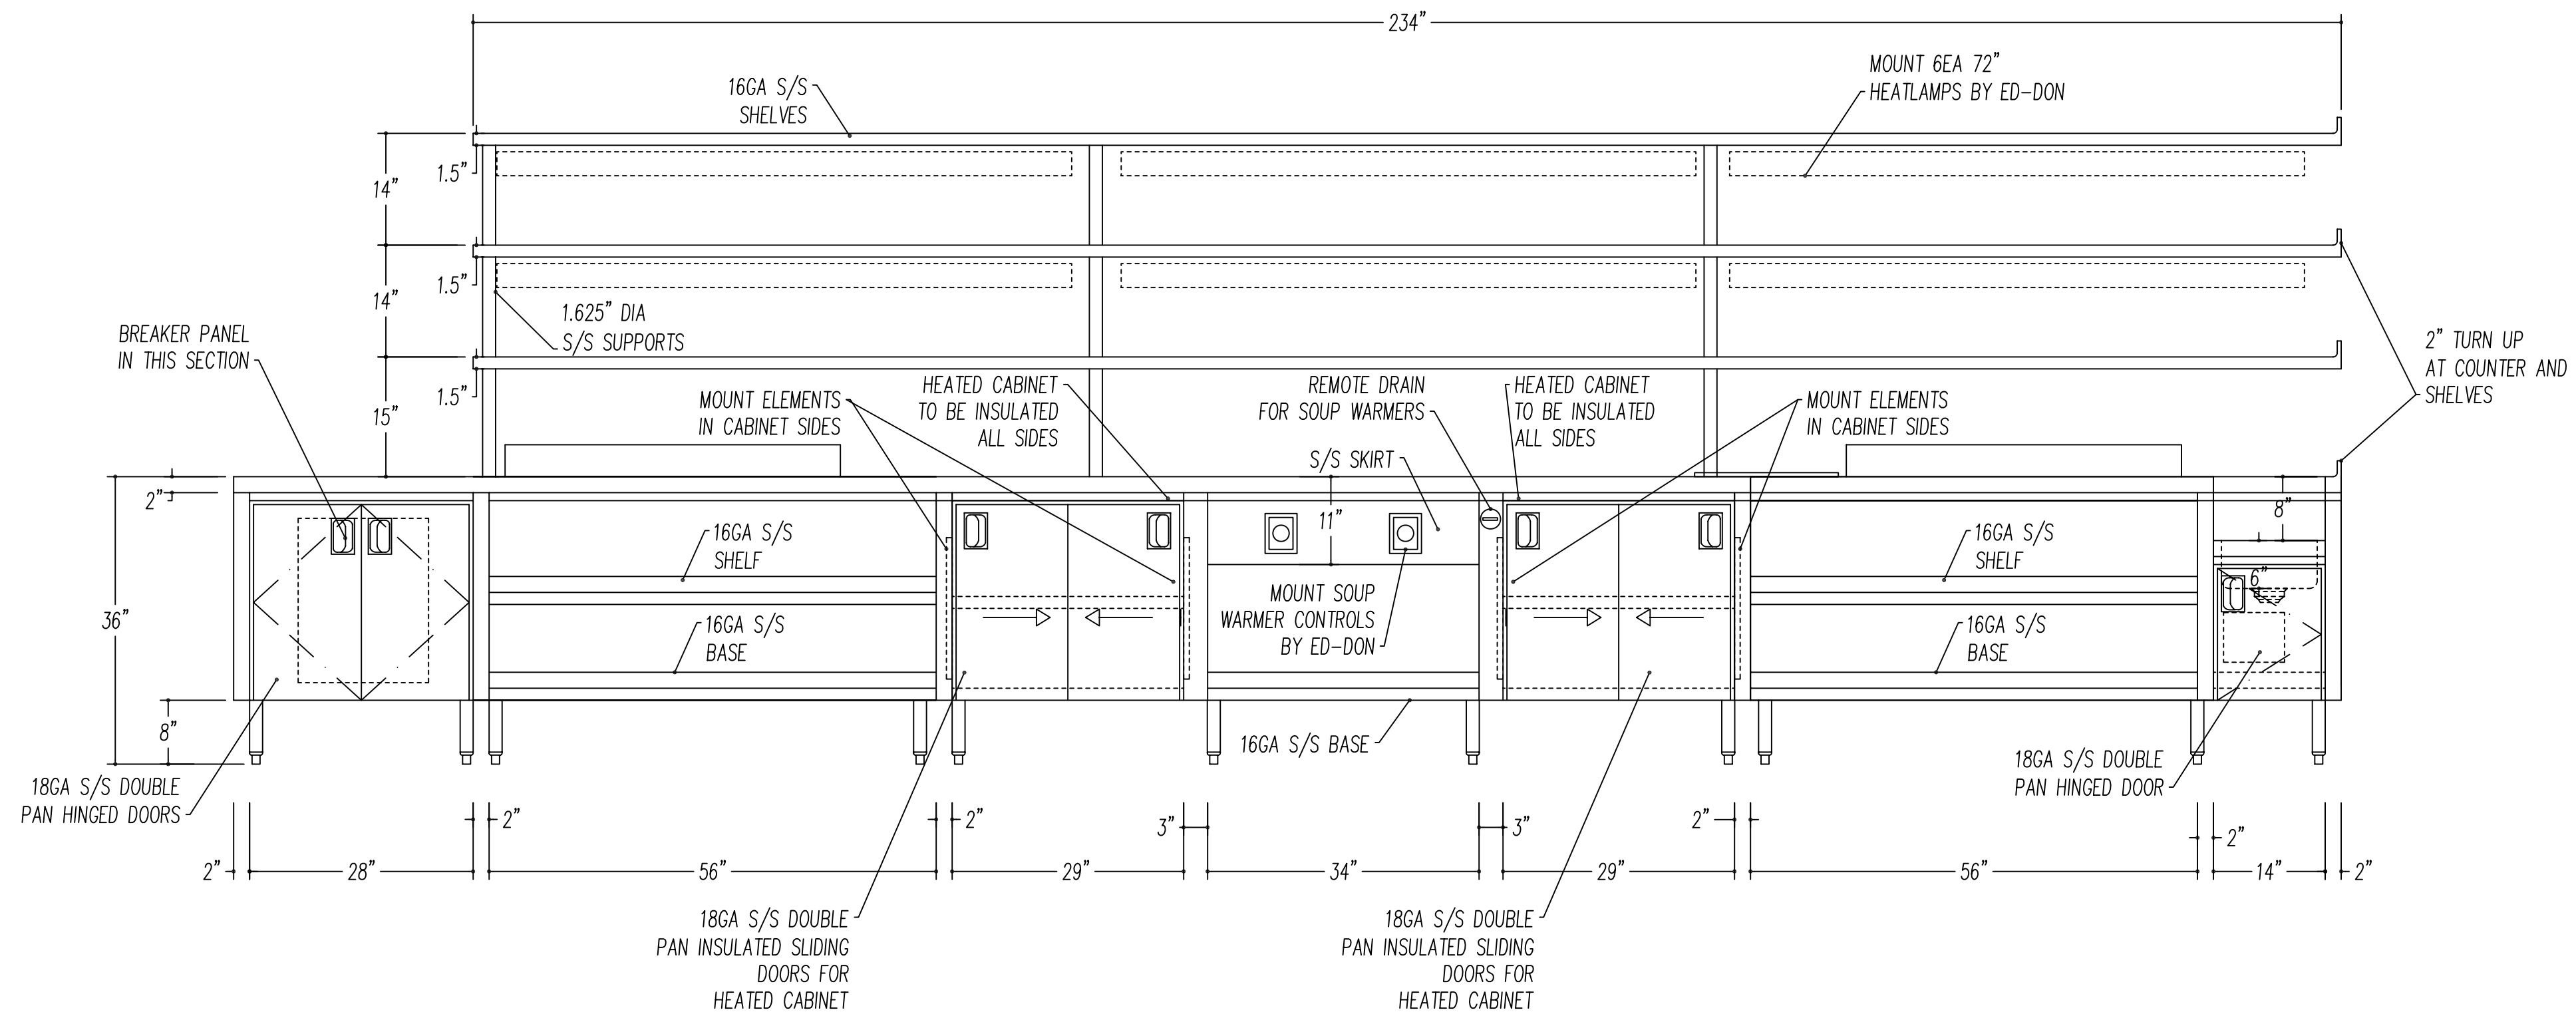 234”
16GA S/S
SHELVES
MOUNT 6EA 72”
HEATLAMPS BY ED-DON
14”
1.5”
14”
1.5”
15”
1.5”
1.625” DIA
S/S SUPPORTS
BREAKER PANEL
IN THIS SECTION
MOUNT ELEMENTS
IN CABINET SIDES
HEATED CABINET
TO BE INSULATED
ALL SIDES
REMOTE DRAIN
FOR SOUP WARMERS
S/S SKIRT
HEATED CABINET
TO BE INSULATED
ALL SIDES
MOUNT ELEMENTS
IN CABINET SIDES
2” TURN UP
AT COUNTER AND
SHELVES
2”
36”
8”
16GA S/S
SHELF
16GA S/S
BASE
11”
MOUNT SOUP
WARMER CONTROLS
BY ED-DON
16GA S/S BASE
16GA S/S
SHELF
16GA S/S
BASE
8”
6”
18GA S/S DOUBLE
PAN HINGED DOORS
18GA S/S DOUBLE
PAN HINGED DOOR
2”
2”
3”
3”
2”
2”
2”
28”
56”
29”
34”
29”
56”
14”
2”
18GA S/S DOUBLE
PAN INSULATED SLIDING
DOORS FOR
HEATED CABINET
18GA S/S DOUBLE
PAN INSULATED SLIDING
DOORS FOR
HEATED CABINET